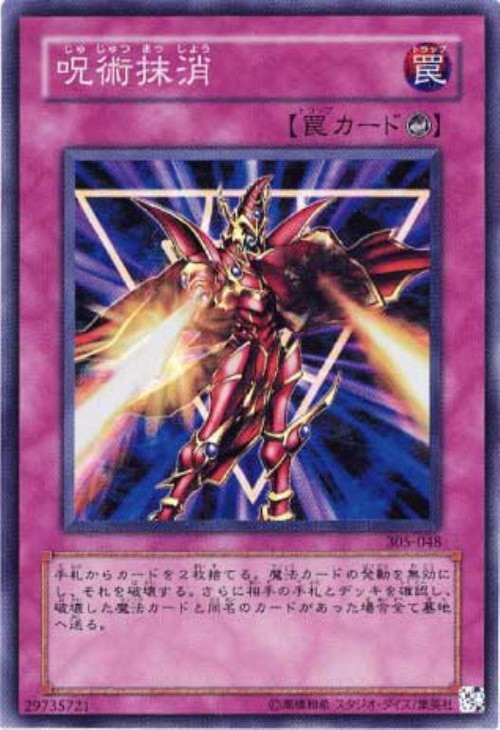 じゅじゅつまっしょう
呪術抹消
トラップ
罠
トラップ
【罠カード】
305-048
手札からカードを2枚捨てる。魔法カードの発動を無効に
し、それを破壊する。さらに相手の手札とデッキを確認し、
破壊した魔法カードと同名のカードがあった場合全て墓地
へ送る。
29735721
©高橋和希 スタジオ・ダイス/集英社